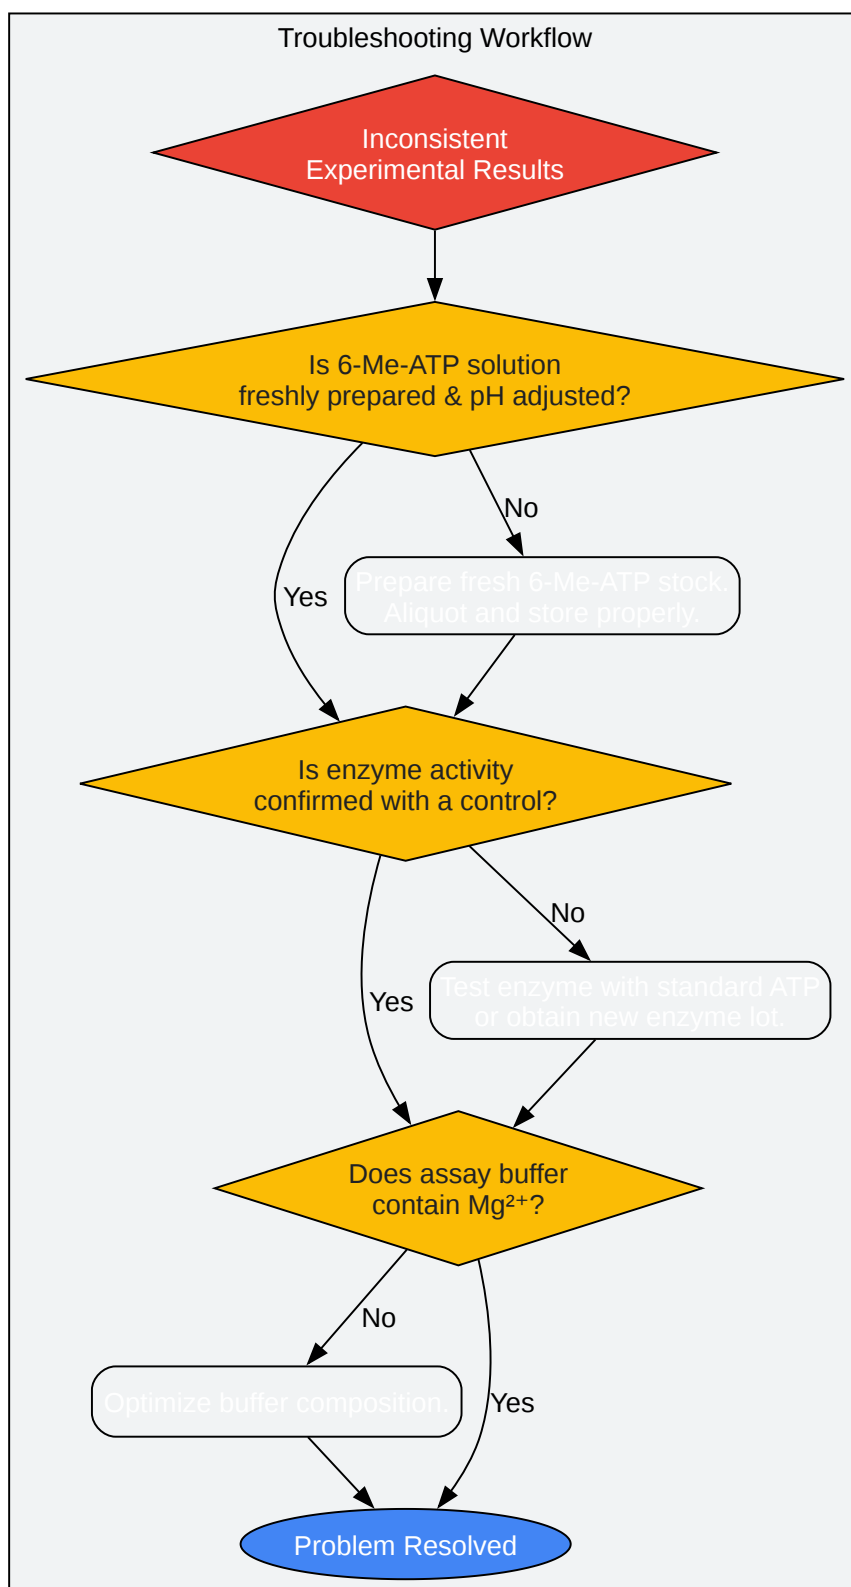 Troubleshooting Workflow
Inconsistent
Experimental Results
Is 6-Me-ATP solution
freshly prepared & pH adjusted?
No
Yes
Prepare fresh 6-Me-ATP stock.
Aliquot and store properly.
Is enzyme activity
confirmed with a control?
No
Yes
Test enzyme with standard ATP
or obtain new enzyme lot.
Does assay buffer
contain Mg²⁺?
No
Yes
Optimize buffer composition.
Problem Resolved